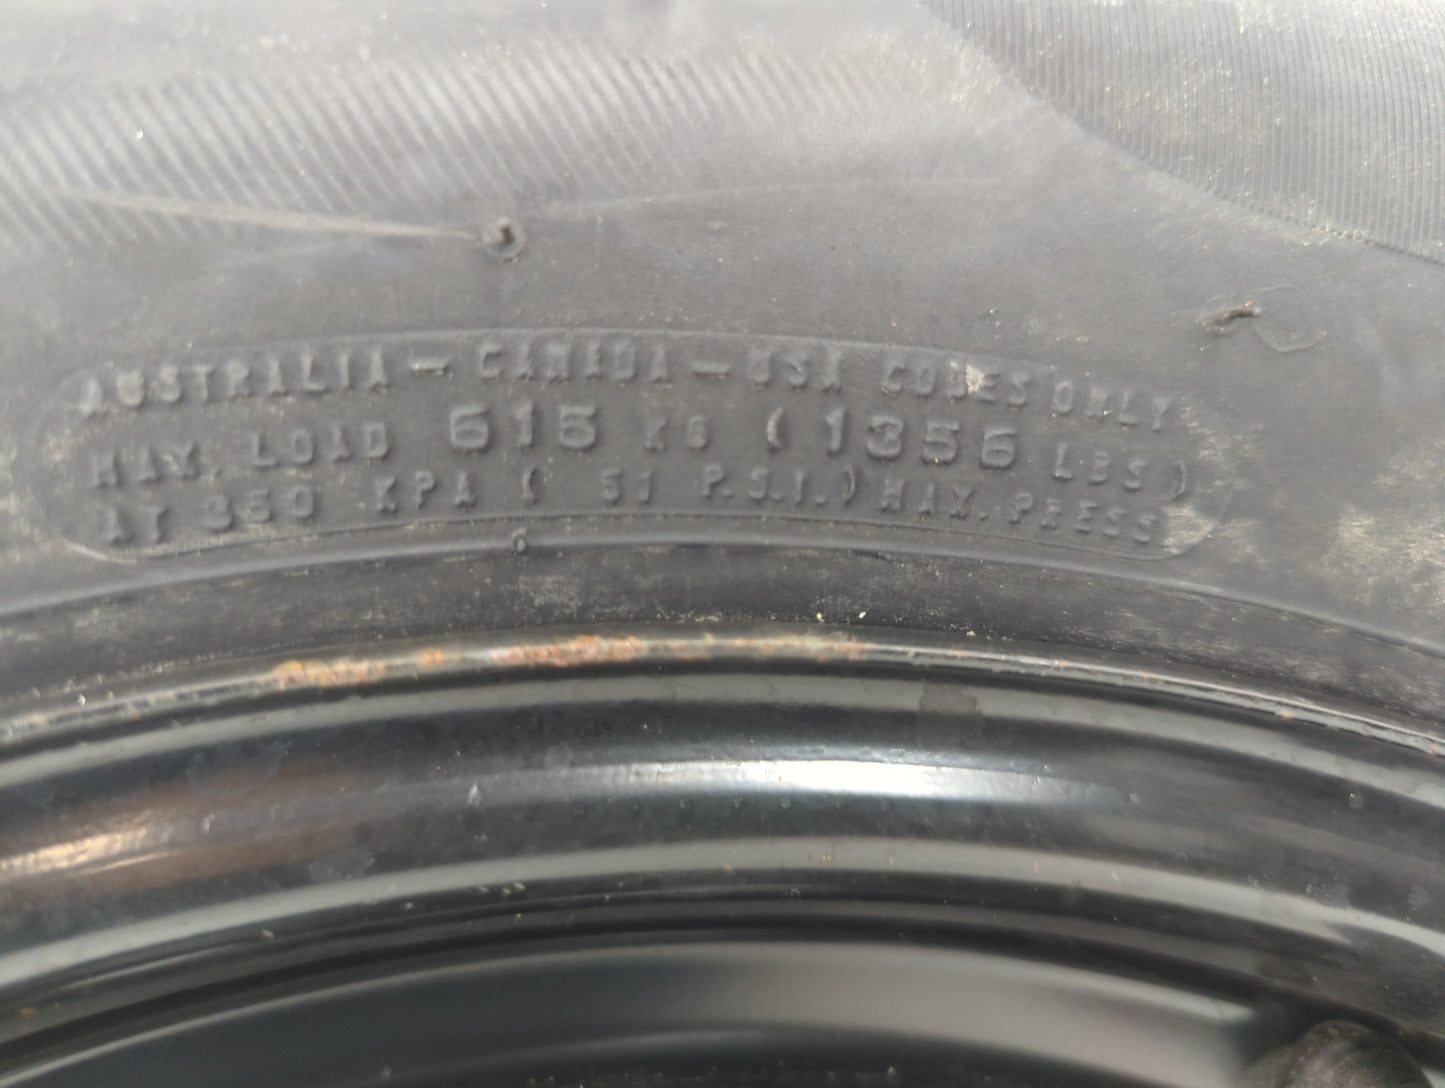 AUSTRALIA - CANADA - USA CODES ONLY
MAX. LOAD 615 KG ( 1356 LBS )
AT 350 KPA ( 51 P.S.I. ) MAX. PRESS